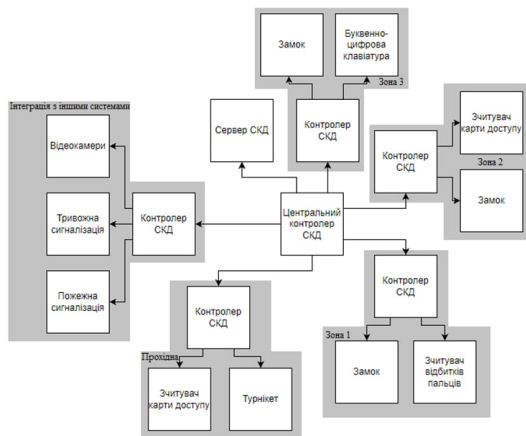 Замок
Буквенно-
цифрова
клавіатура
Зона 3
Інтеграція з іншими системами
Відеокамери
Тривожна
сигналізація
Пожежна
сигналізація
Контролер
СКД
Сервер СКД
Контролер
СКД
Контролер
СКД
Зчитувач
карти доступу
Зона 2
Замок
Центральний
контролер
СКД
Контролер
СКД
Прохідна
Зчитувач
карти доступу
Турнікет
Контролер
СКД
Зона 1
Замок
Зчитувач
відбитків
пальців